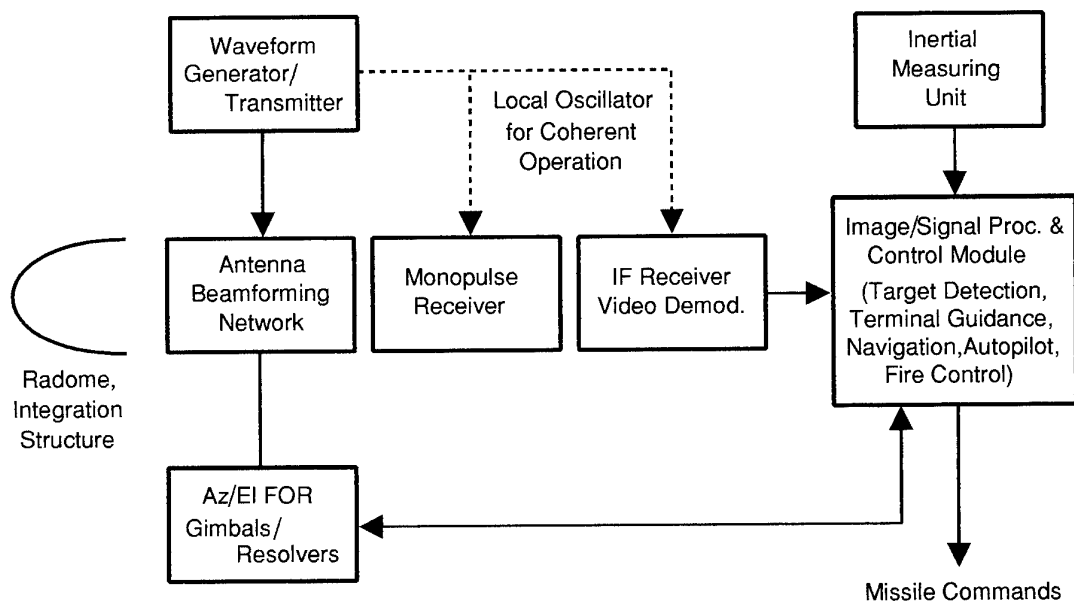 Waveform
Generator/
Transmitter
Local Oscillator
for Coherent
Operation
Inertial
Measuring
Unit
Antenna
Beamforming
Network
Monopulse
Receiver
IF Receiver
Video Demod.
Image/Signal Proc. &
Control Module
(Target Detection,
Terminal Guidance,
Navigation,Autopilot,
Fire Control)
Radome,
Integration
Structure
Az/El FOR
Gimbals/
Resolvers
Missile Commands